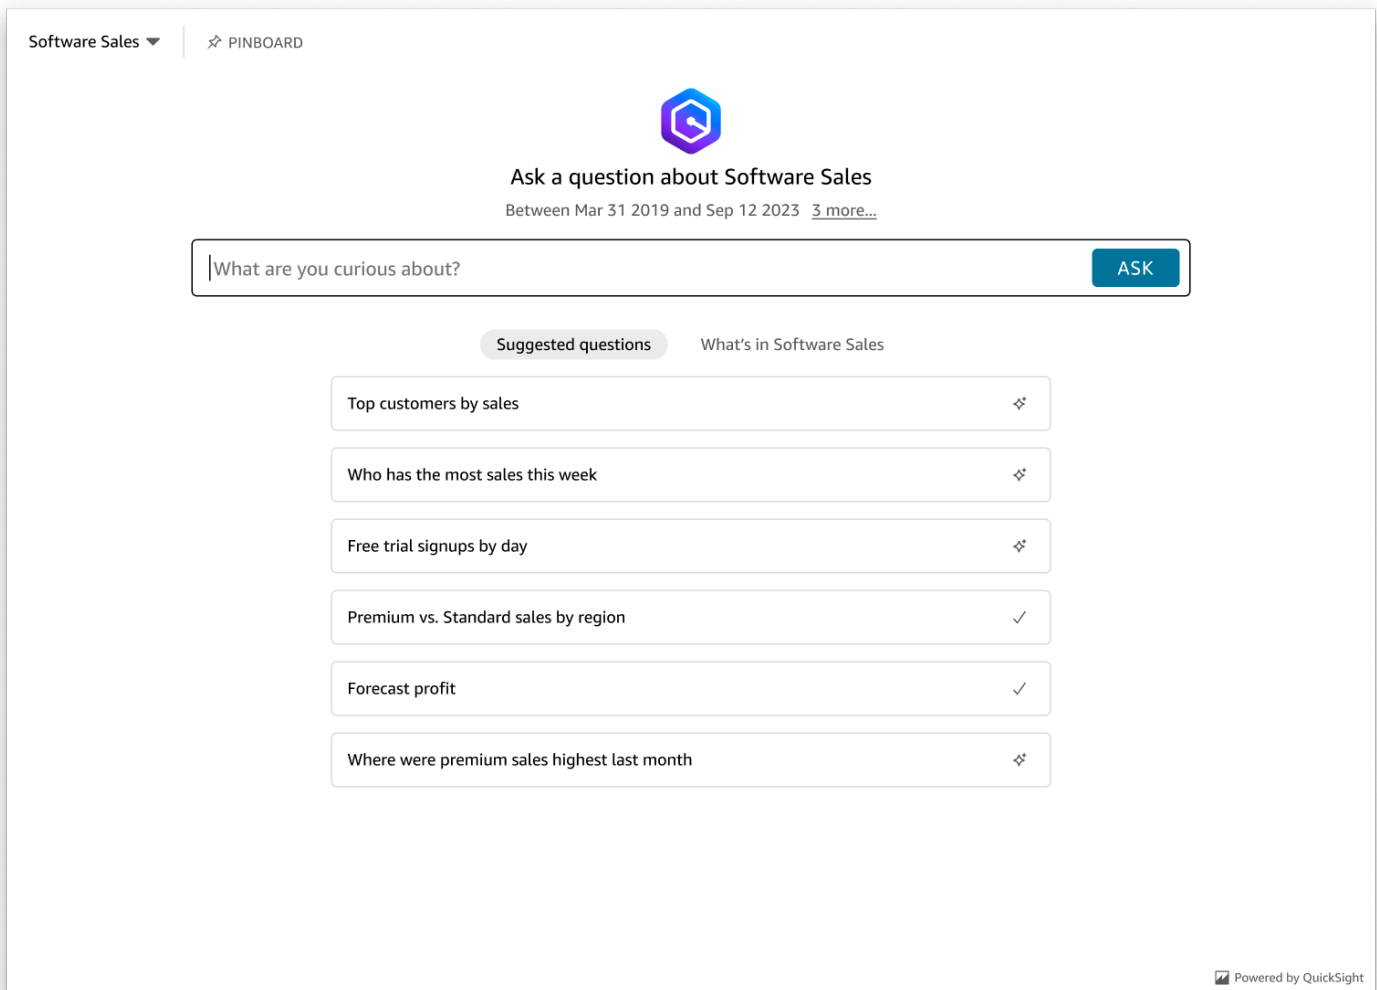 Software Sales
PINBOARD
Ask a question about Software Sales
Between Mar 31 2019 and Sep 12 2023 3 more...
What are you curious about?
ASK
Suggested questions
What's in Software Sales
Top customers by sales
Who has the most sales this week
Free trial signups by day
Premium vs. Standard sales by region
Forecast profit
Where were premium sales highest last month
Powered by QuickSight